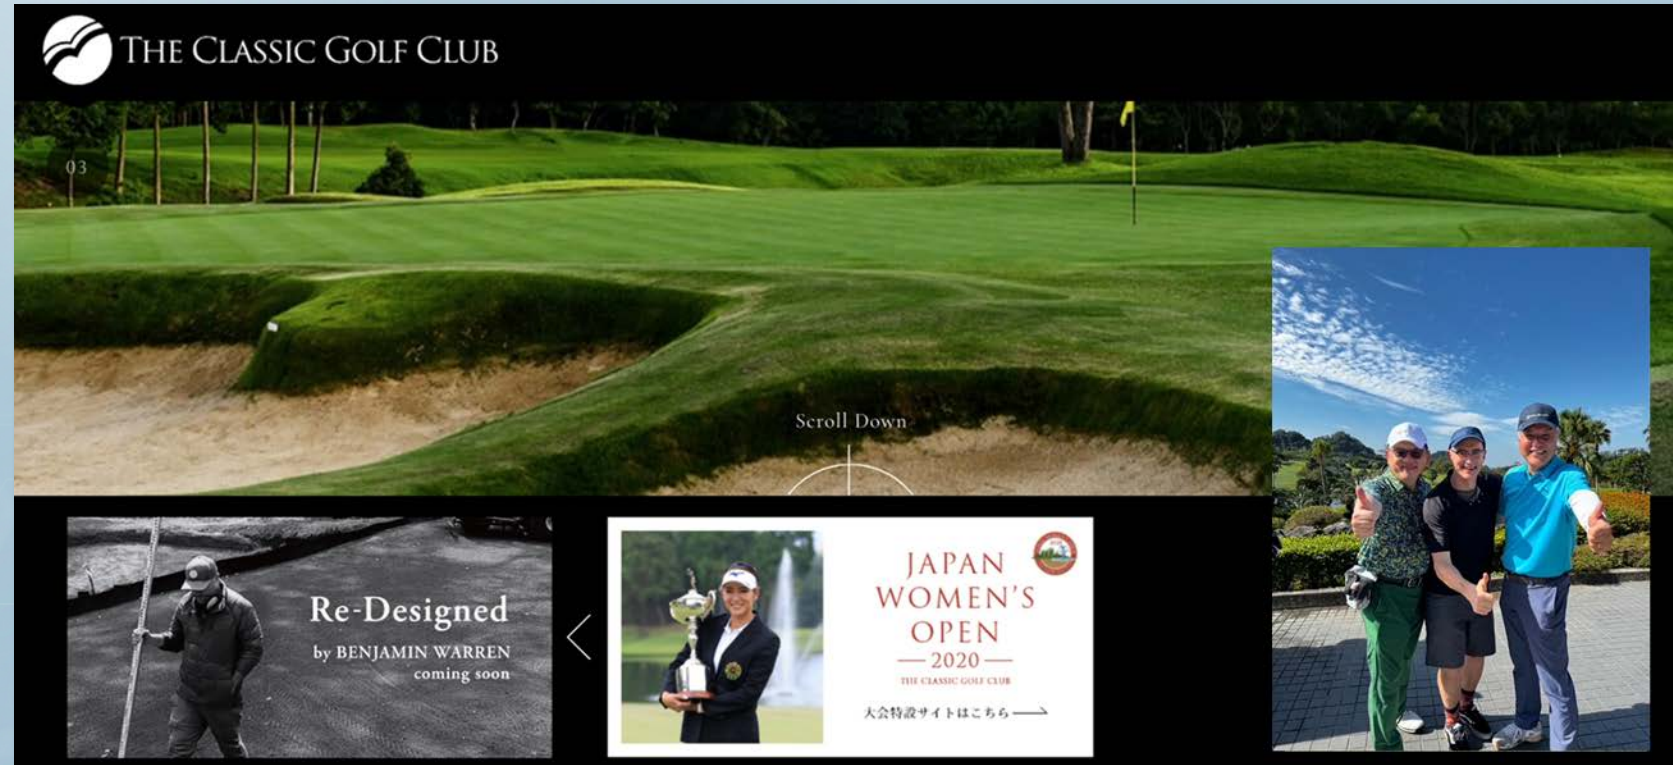 THE CLASSIC GOLF CLUB
03
Scroll Down
Re-Designed
by BENJAMIN WARREN
coming soon
JAPAN
WOMEN'S
OPEN
2020
THE CLASSIC GOLF CLUB
大会特設サイトはこちら